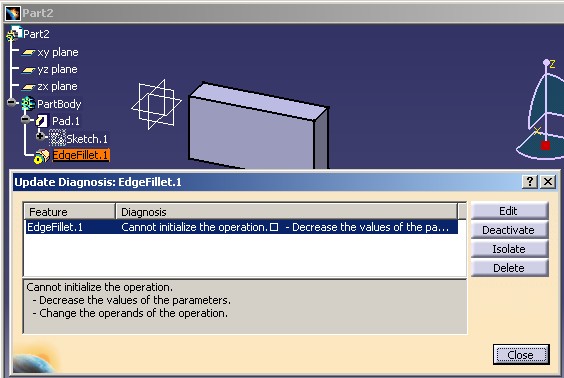 Part2
Part2
xy plane
yz plane
zx plane
PartBody
Pad.1
Sketch.1
EdgeFillet.1
z
x
Update Diagnosis: EdgeFillet.1
Feature Diagnosis
EdgeFillet.1 Cannot initialize the operation.□ - Decrease the values of the pa...
Edit
Deactivate
Isolate
Delete
Cannot initialize the operation.
- Decrease the values of the parameters.
- Change the operands of the operation.
Close